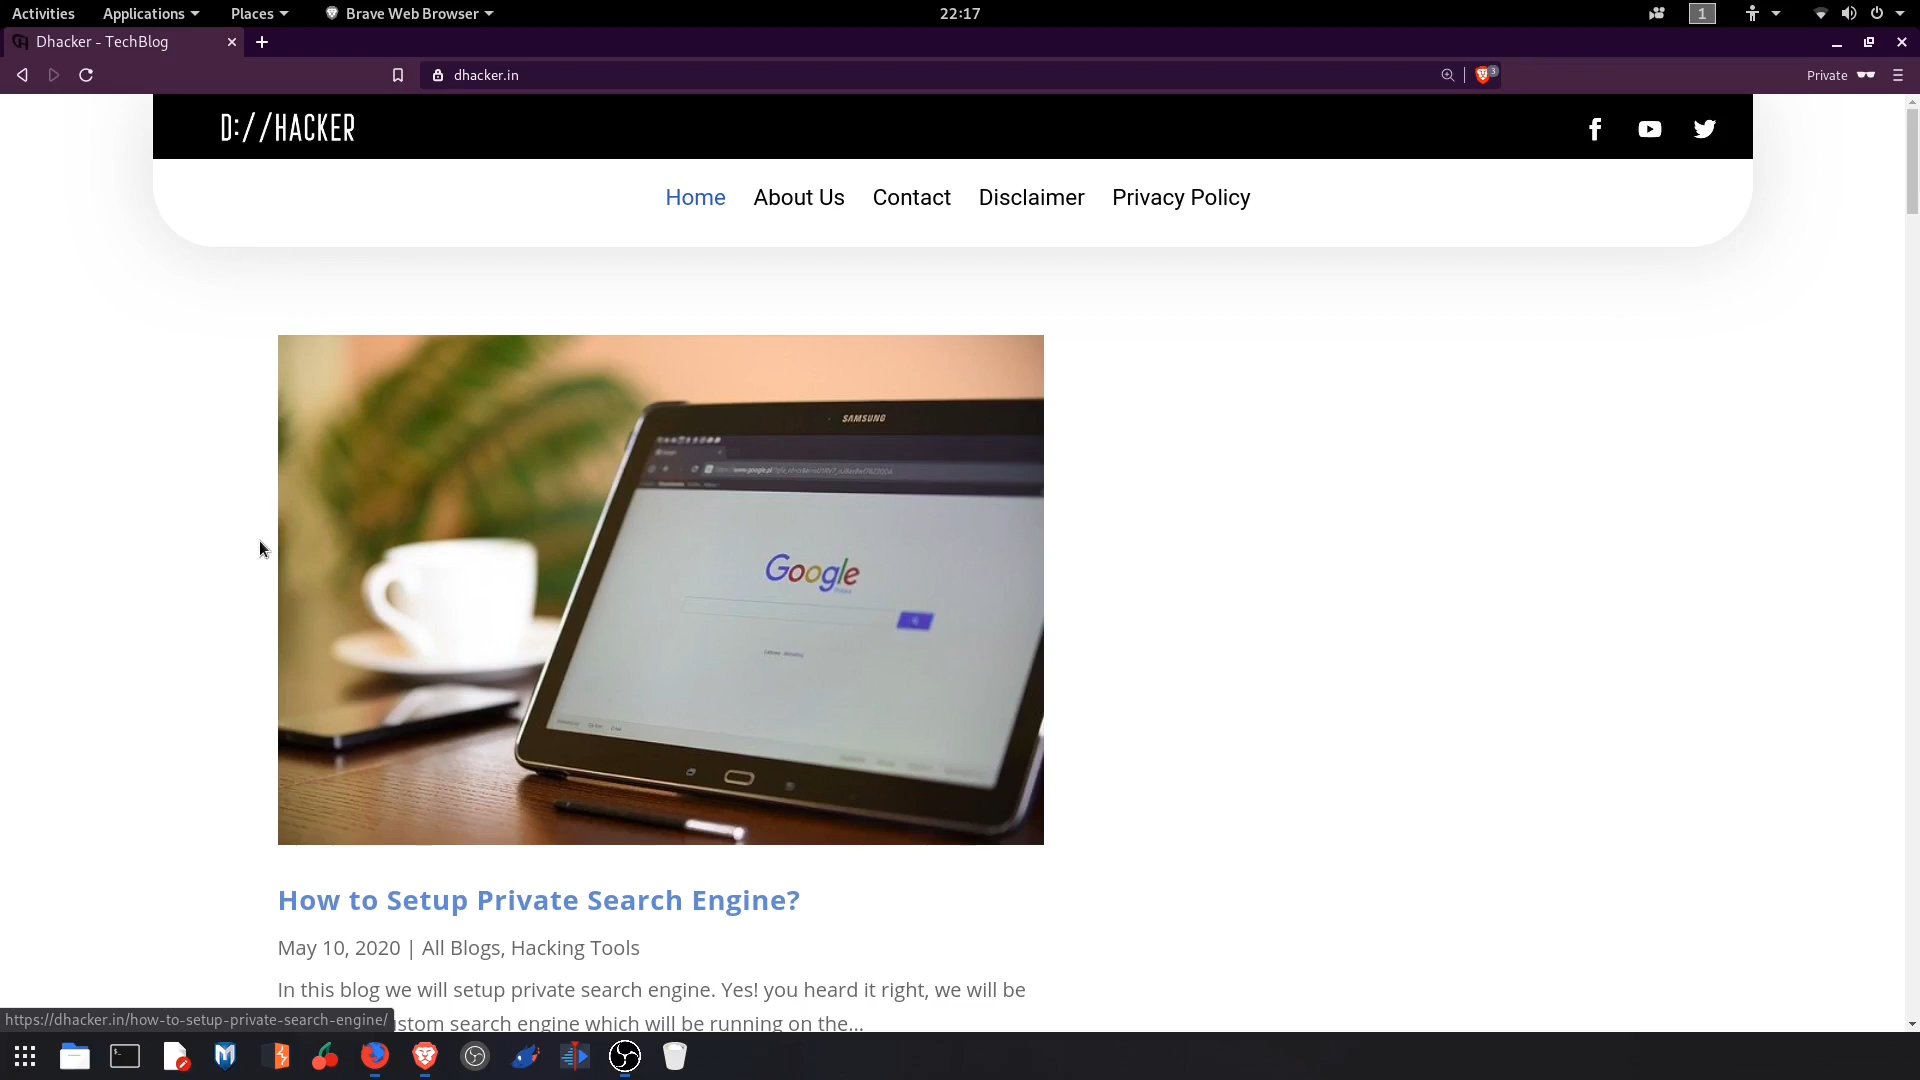 Activities Applications Places Brave Web Browser 22:17 1
Dhacker - TechBlog
dhacker.in 3 Private
D://HACKER
Home About Us Contact Disclaimer Privacy Policy
SAMSUNG
Google
How to Setup Private Search Engine?
May 10, 2020 | All Blogs, Hacking Tools
In this blog we will setup private search engine. Yes! you heard it right, we will be
stom search engine which will be running on the...
https://dhacker.in/how-to-setup-private-search-engine/